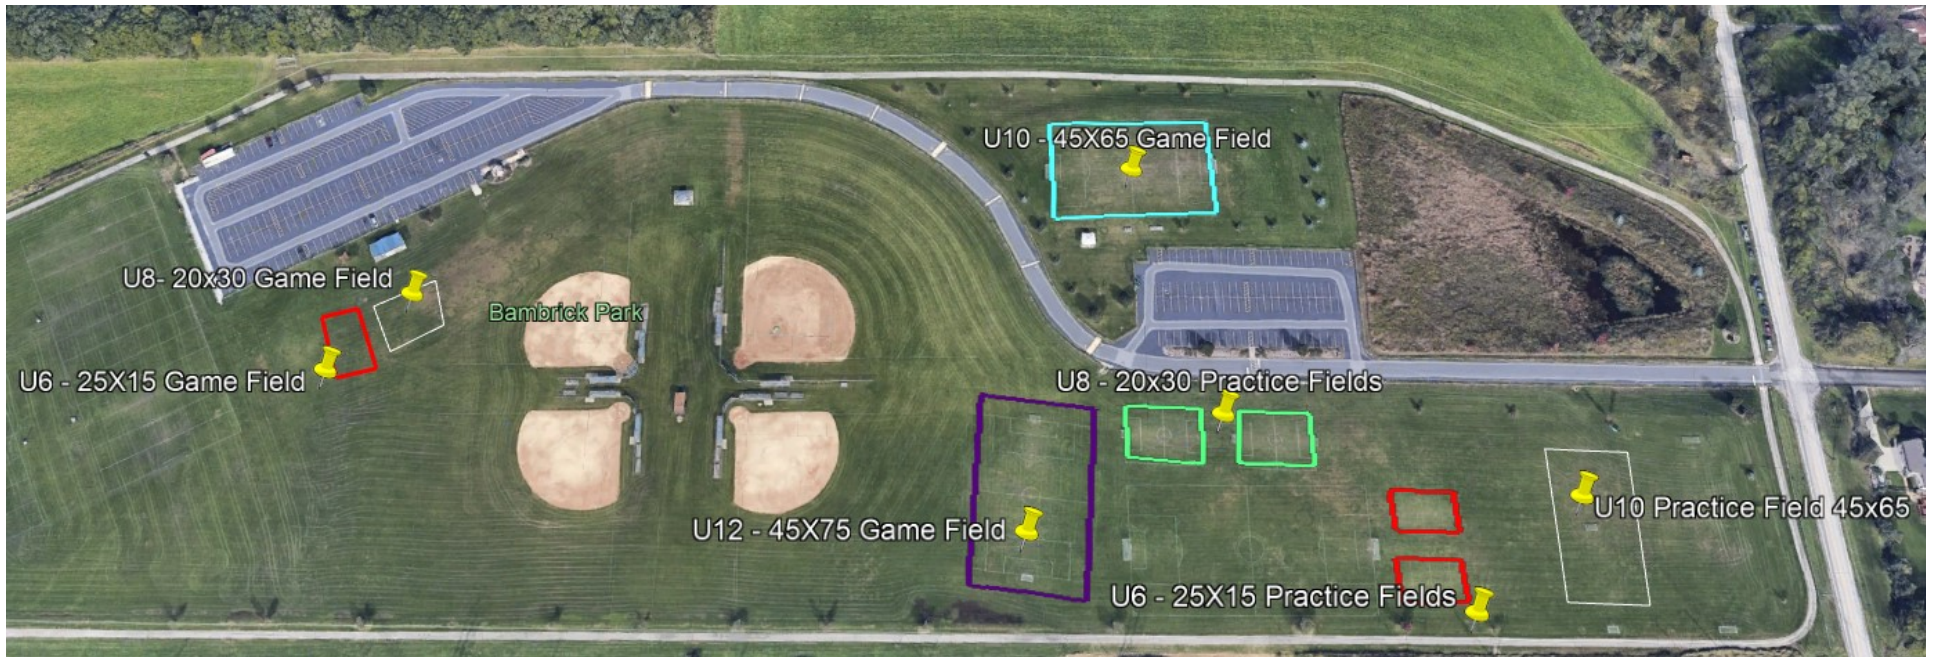 U10 - 45X65 Game Field
U8- 20x30 Game Field
Bambrick Park
U6 - 25X15 Game Field
U8 - 20x30 Practice Fields
U12 - 45X75 Game Field
U10 Practice Field 45x65
U6 - 25X15 Practice Fields